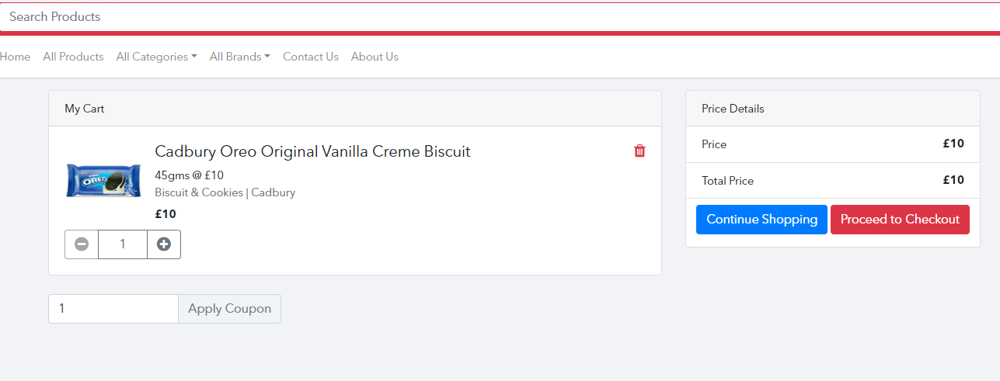 Search Products
Home All Products All Categories All Brands Contact Us About Us
My Cart
Cadbury Oreo Original Vanilla Creme Biscuit
45gms @ £10
Biscuit & Cookies | Cadbury
£10
OREO
1
1 Apply Coupon
Price Details
Price £10
Total Price £10
Continue Shopping Proceed to Checkout